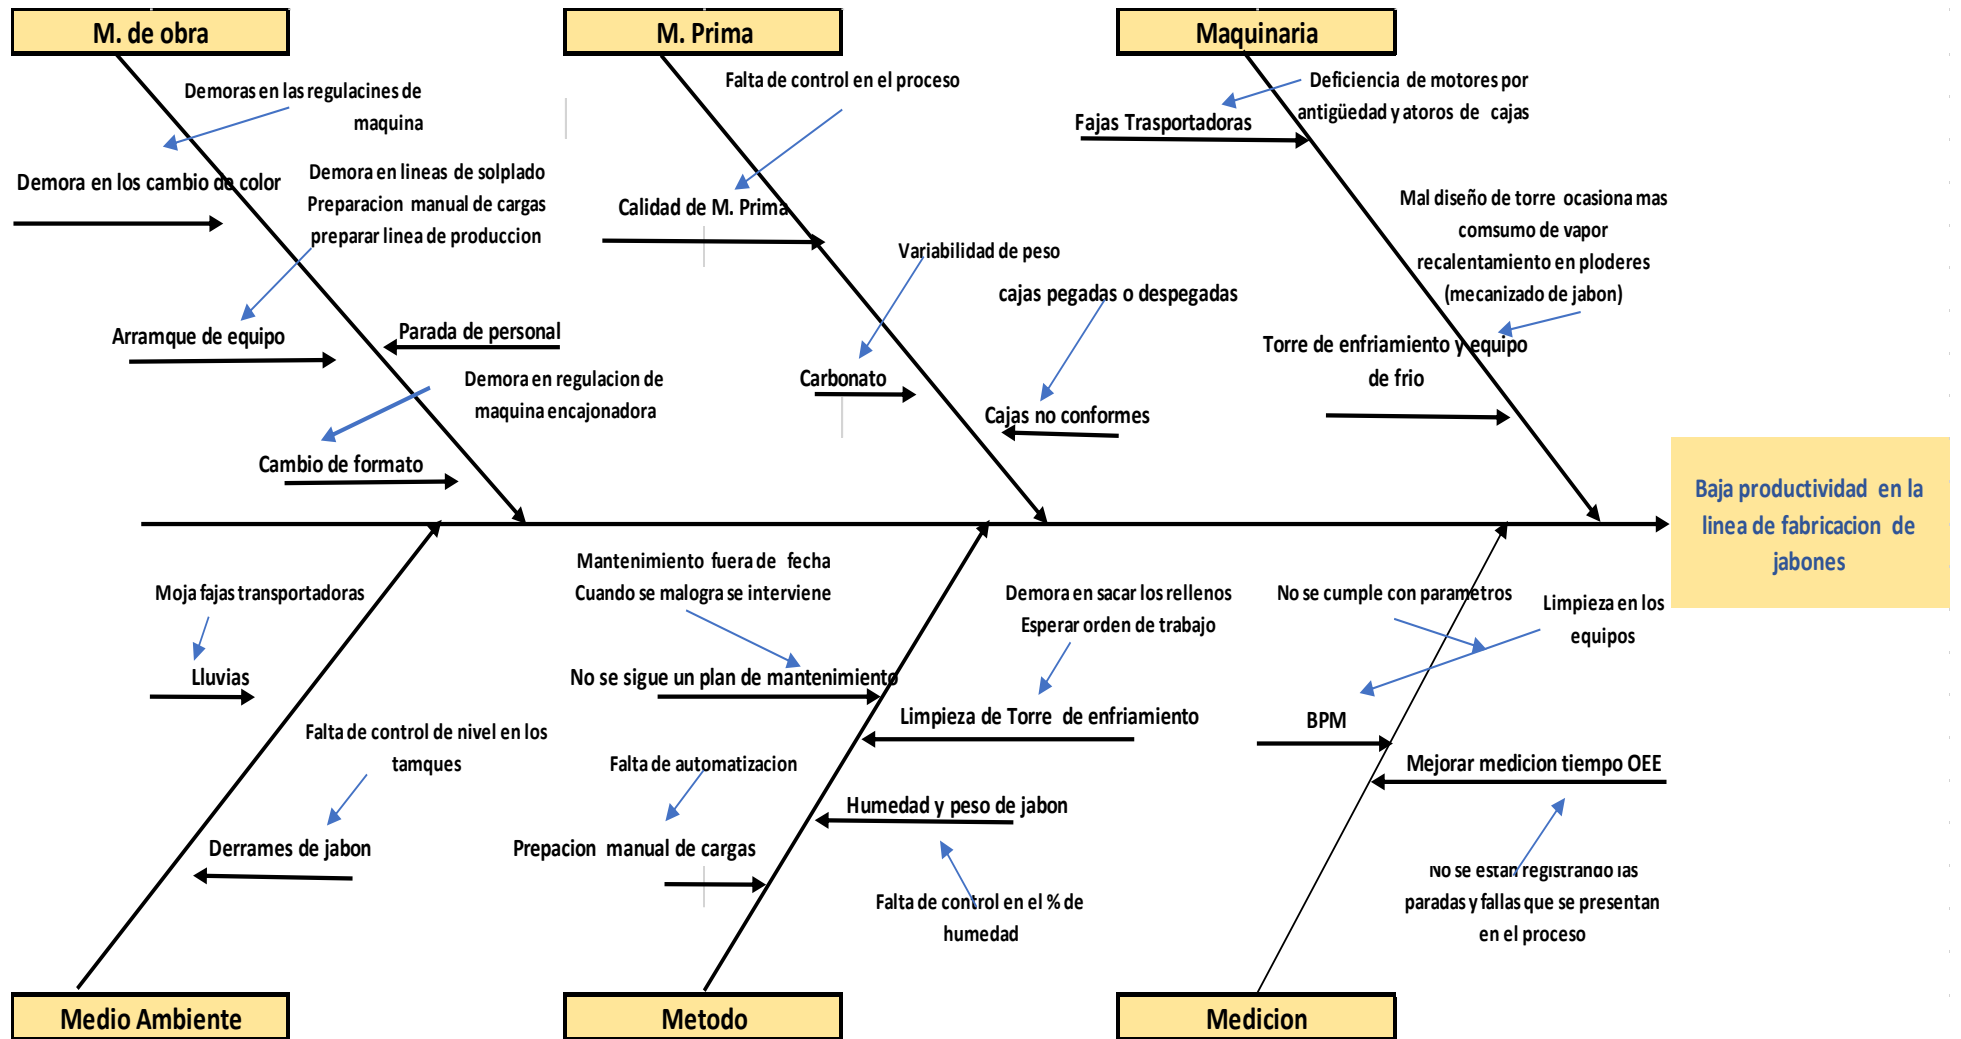 M. de obra
M. Prima
Maquinaria
Demoras en las regulacines de
maquina
Demora en los cambio de color
Demora en lineas de solplado
Preparacion manual de cargas
preparar linea de produccion
Arramque de equipo
Parada de personal
Demora en regulacion de
maquina encajonadora
Cambio de formato
Falta de control en el proceso
Calidad de M. Prima
Variabilidad de peso
Carbonato
cajas pegadas o despegadas
Cajas no conformes
Deficiencia de motores por
antigüedad y atoros de cajas
Fajas Trasportadoras
Mal diseño de torre ocasiona mas
comsumo de vapor
recalentamiento en ploderes
(mecanizado de jabon)
Torre de enfriamiento y equipo
de frio
Baja productividad en la
linea de fabricacion de
jabones
Moja fajas transportadoras
Lluvias
Falta de control de nivel en los
tamques
Derrames de jabon
Mantenimiento fuera de fecha
Cuando se malogra se interviene
No se sigue un plan de mantenimiento
Demora en sacar los rellenos
Esperar orden de trabajo
Limpieza de Torre de enfriamiento
Falta de automatizacion
Prepacion manual de cargas
Humedad y peso de jabon
Falta de control en el % de
humedad
No se cumple con parametros
Limpieza en los
equipos
BPM
Mejorar medicion tiempo OEE
No se estan registrando las
paradas y fallas que se presentan
en el proceso
Medio Ambiente
Metodo
Medicion